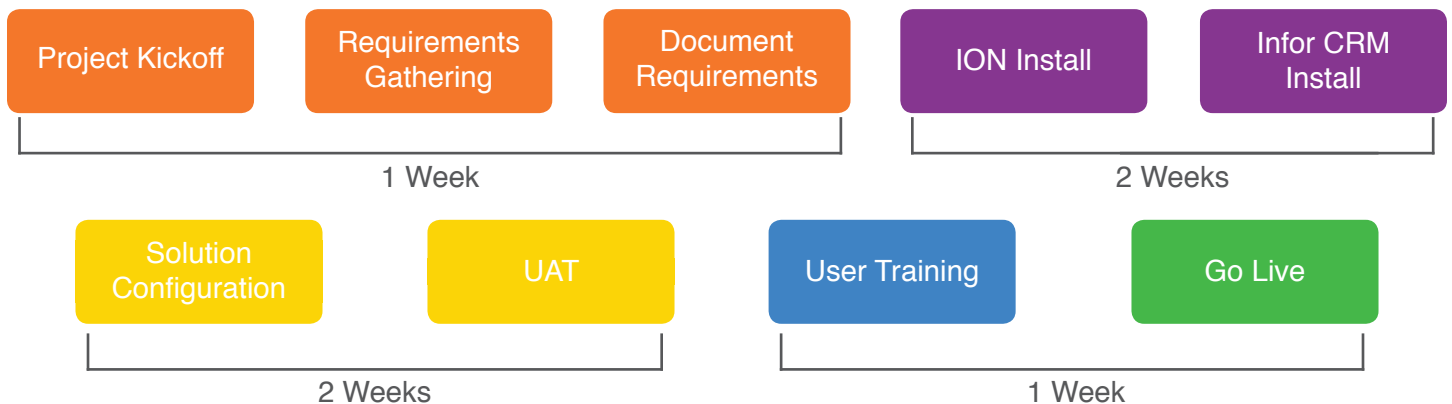 Project Kickoff
Requirements
Gathering
Document
Requirements
ION Install
Infor CRM
Install
1 Week
2 Weeks
Solution
Configuration
UAT
User Training
Go Live
2 Weeks
1 Week